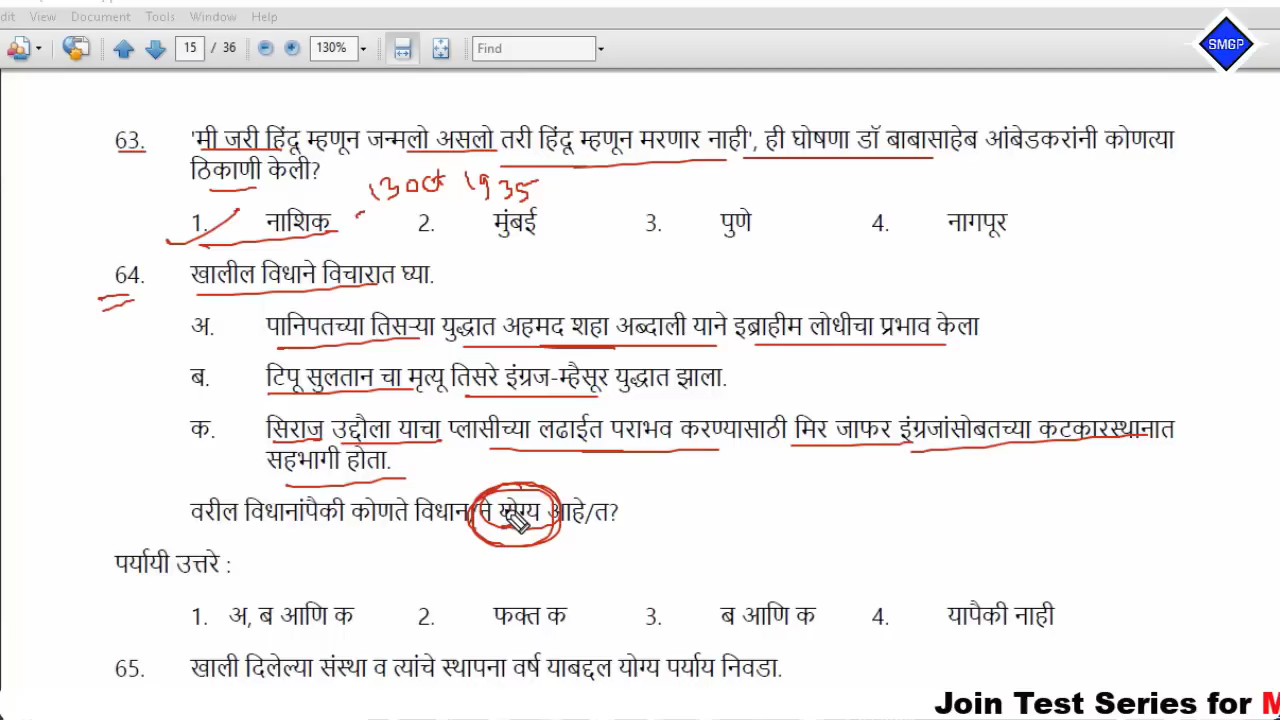 dit View Document Tools Window Help
15 / 36 130% Find
SMGP
63. 'मी जरी हिंदू म्हणून जन्मलो असलो तरी हिंदू म्हणून मरणार नाही', ही घोषणा डॉ बाबासाहेब आंबेडकरांनी कोणत्या
ठिकाणी केली?
13 oct 1935
1. नाशिक 2. मुंबई 3. पुणे 4. नागपूर
64. खालील विधाने विचारात घ्या.
अ. पानिपतच्या तिसऱ्या युद्धात अहमद शहा अब्दाली याने इब्राहीम लोधीचा प्रभाव केला
ब. टिपू सुलतान चा मृत्यू तिसरे इंग्रज-म्हैसूर युद्धात झाला.
क. सिराज उद्दौला याचा प्लासीच्या लढाईत पराभव करण्यासाठी मिर जाफर इंग्रजांसोबतच्या कटकारस्थानात
सहभागी होता.
वरील विधानांपैकी कोणते विधान/ने योग्य आहे/त?
पर्यायी उत्तरे :
1. अ, ब आणि क 2. फक्त क 3. ब आणि क 4. यापैकी नाही
65. खाली दिलेल्या संस्था व त्यांचे स्थापना वर्ष याबद्दल योग्य पर्याय निवडा.
Join Test Series for M